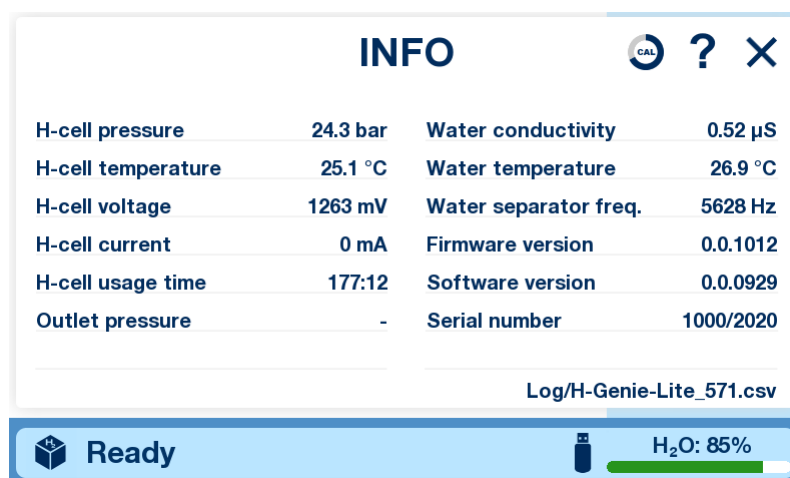 INFO
CAL
?
H-cell pressure 24.3 bar
H-cell temperature 25.1 °C
H-cell voltage 1263 mV
H-cell current 0 mA
H-cell usage time 177:12
Outlet pressure -
Water conductivity 0.52 µS
Water temperature 26.9 °C
Water separator freq. 5628 Hz
Firmware version 0.0.1012
Software version 0.0.0929
Serial number 1000/2020
Log/H-Genie-Lite_571.csv
H₂
Ready
H₂O: 85%